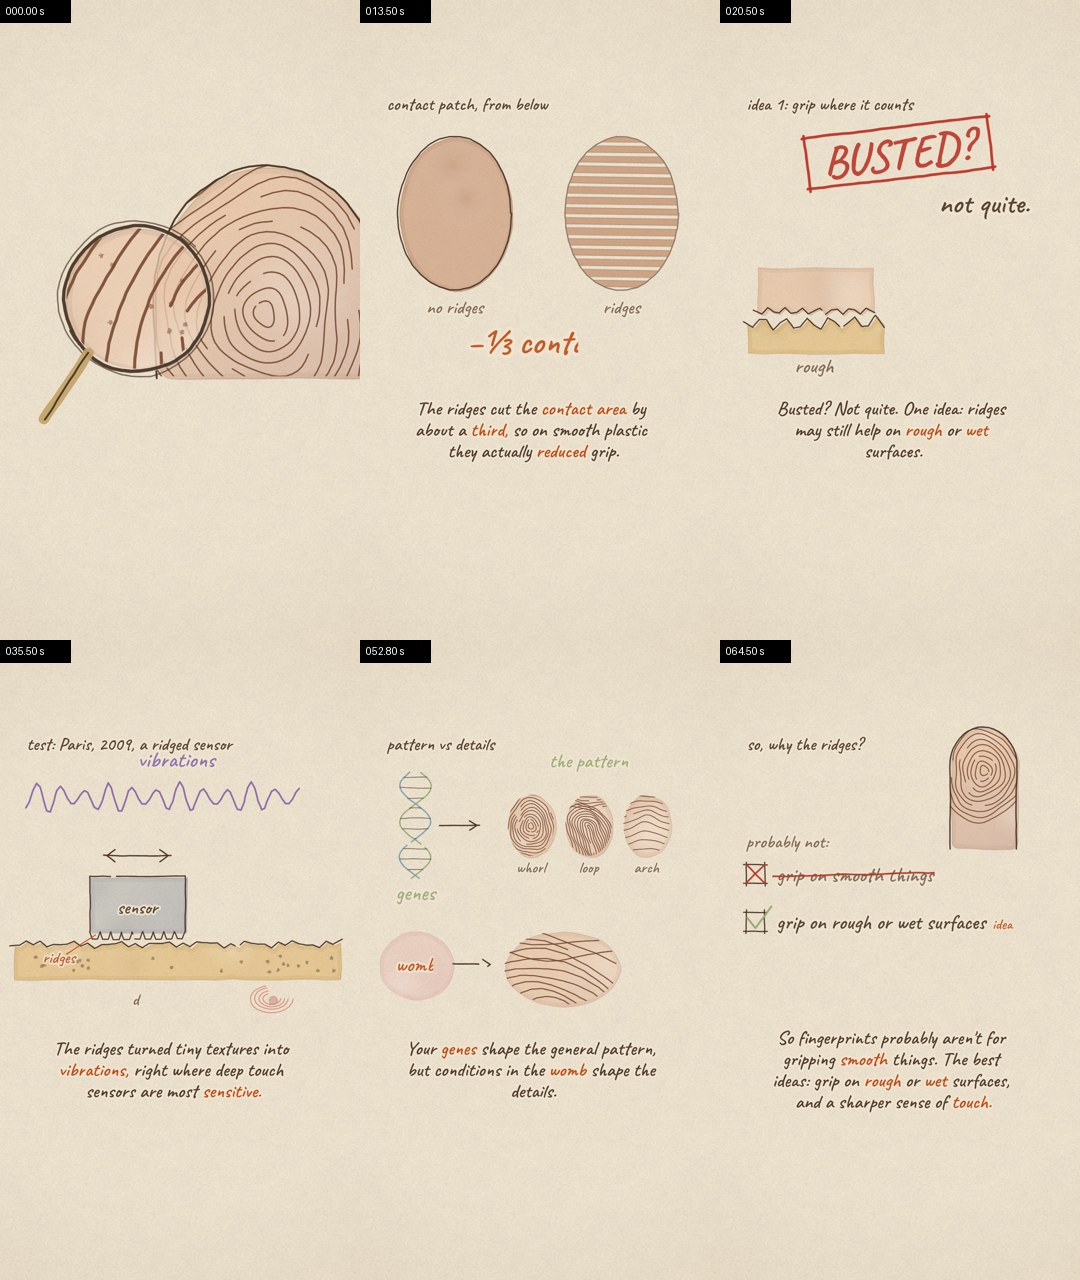 000.00 s
013.50 s
020.50 s
contact patch, from below
no ridges
ridges
-1/3 cont
The ridges cut the contact area by
about a third, so on smooth plastic
they actually reduced grip.
idea 1: grip where it counts
BUSTED?
not quite.
rough
Busted? Not quite. One idea: ridges
may still help on rough or wet
surfaces.
035.50 s
052.80 s
064.50 s
test: Paris, 2009, a ridged sensor
vibrations
sensor
ridges
d
The ridges turned tiny textures into
vibrations, right where deep touch
sensors are most sensitive.
pattern vs details
the pattern
whorl
loop
arch
genes
womb
Your genes shape the general pattern,
but conditions in the womb shape the
details.
so, why the ridges?
probably not:
grip on smooth things
grip on rough or wet surfaces idea
So fingerprints probably aren't for
gripping smooth things. The best
ideas: grip on rough or wet surfaces,
and a sharper sense of touch.